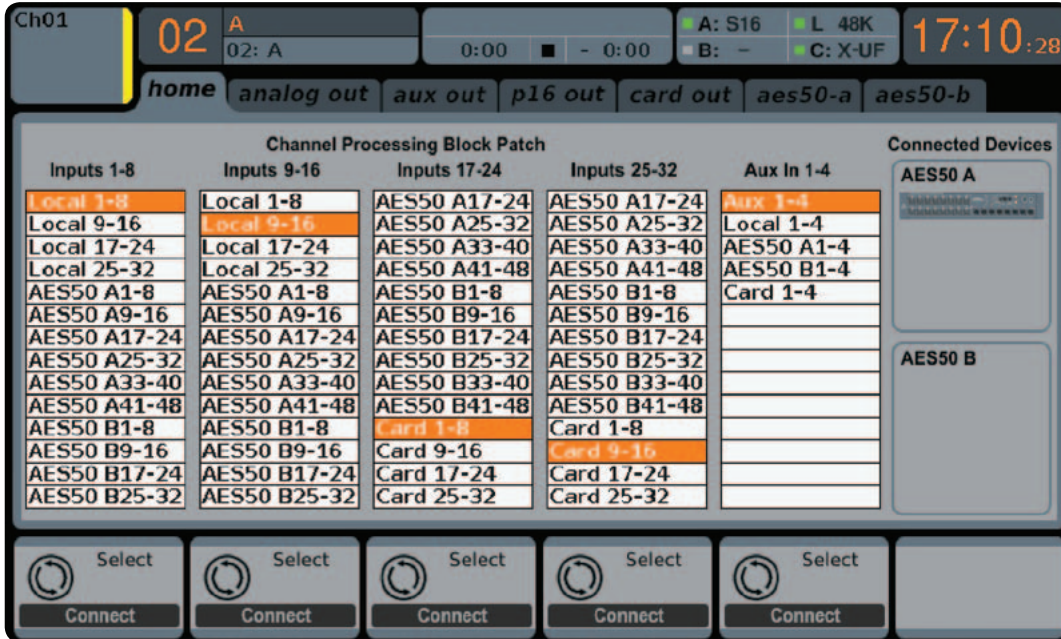 Ch01
02 A
02: A
0:00 - 0:00
A: S16 L 48K
B: - C: X-UF
17:10:28
home analog out aux out p16 out card out aes50-a aes50-b
Channel Processing Block Patch
Connected Devices
Inputs 1-8 Inputs 9-16 Inputs 17-24 Inputs 25-32 Aux In 1-4
AES50 A
Local 1-8 Local 1-8 AES50 A17-24 AES50 A17-24 Aux 1-4
Local 9-16 Local 9-16 AES50 A25-32 AES50 A25-32 Local 1-4
Local 17-24 Local 17-24 AES50 A33-40 AES50 A33-40 AES50 A1-4
Local 25-32 Local 25-32 AES50 A41-48 AES50 A41-48 AES50 B1-4
AES50 A1-8 AES50 A1-8 AES50 B1-8 AES50 B1-8 Card 1-4
AES50 A9-16 AES50 A9-16 AES50 B9-16 AES50 B9-16
AES50 A17-24 AES50 A17-24 AES50 B17-24 AES50 B17-24
AES50 A25-32 AES50 A25-32 AES50 B25-32 AES50 B25-32
AES50 B
AES50 A33-40 AES50 A33-40 AES50 B33-40 AES50 B33-40
AES50 A41-48 AES50 A41-48 AES50 B41-48 AES50 B41-48
AES50 B1-8 AES50 B1-8 Card 1-8 Card 1-8
AES50 B9-16 AES50 B9-16 Card 9-16 Card 9-16
AES50 B17-24 AES50 B17-24 Card 17-24 Card 17-24
AES50 B25-32 AES50 B25-32 Card 25-32 Card 25-32
Select Select Select Select Select
Connect Connect Connect Connect Connect